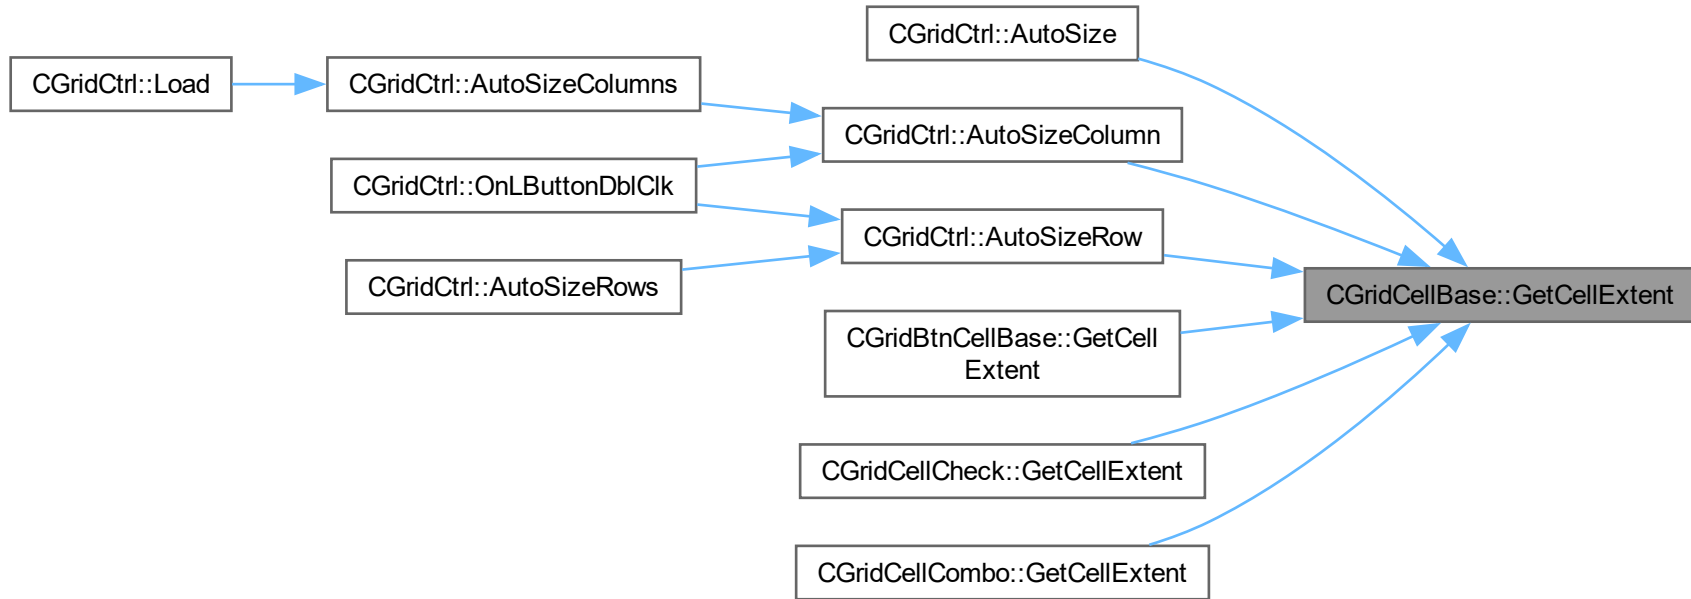 CGridCtrl::AutoSize
CGridCtrl::Load
CGridCtrl::AutoSizeColumns
CGridCtrl::AutoSizeColumn
CGridCtrl::OnLButtonDblClk
CGridCtrl::AutoSizeRow
CGridCtrl::AutoSizeRows
CGridCellBase::GetCellExtent
CGridBtnCellBase::GetCell
Extent
CGridCellCheck::GetCellExtent
CGridCellCombo::GetCellExtent